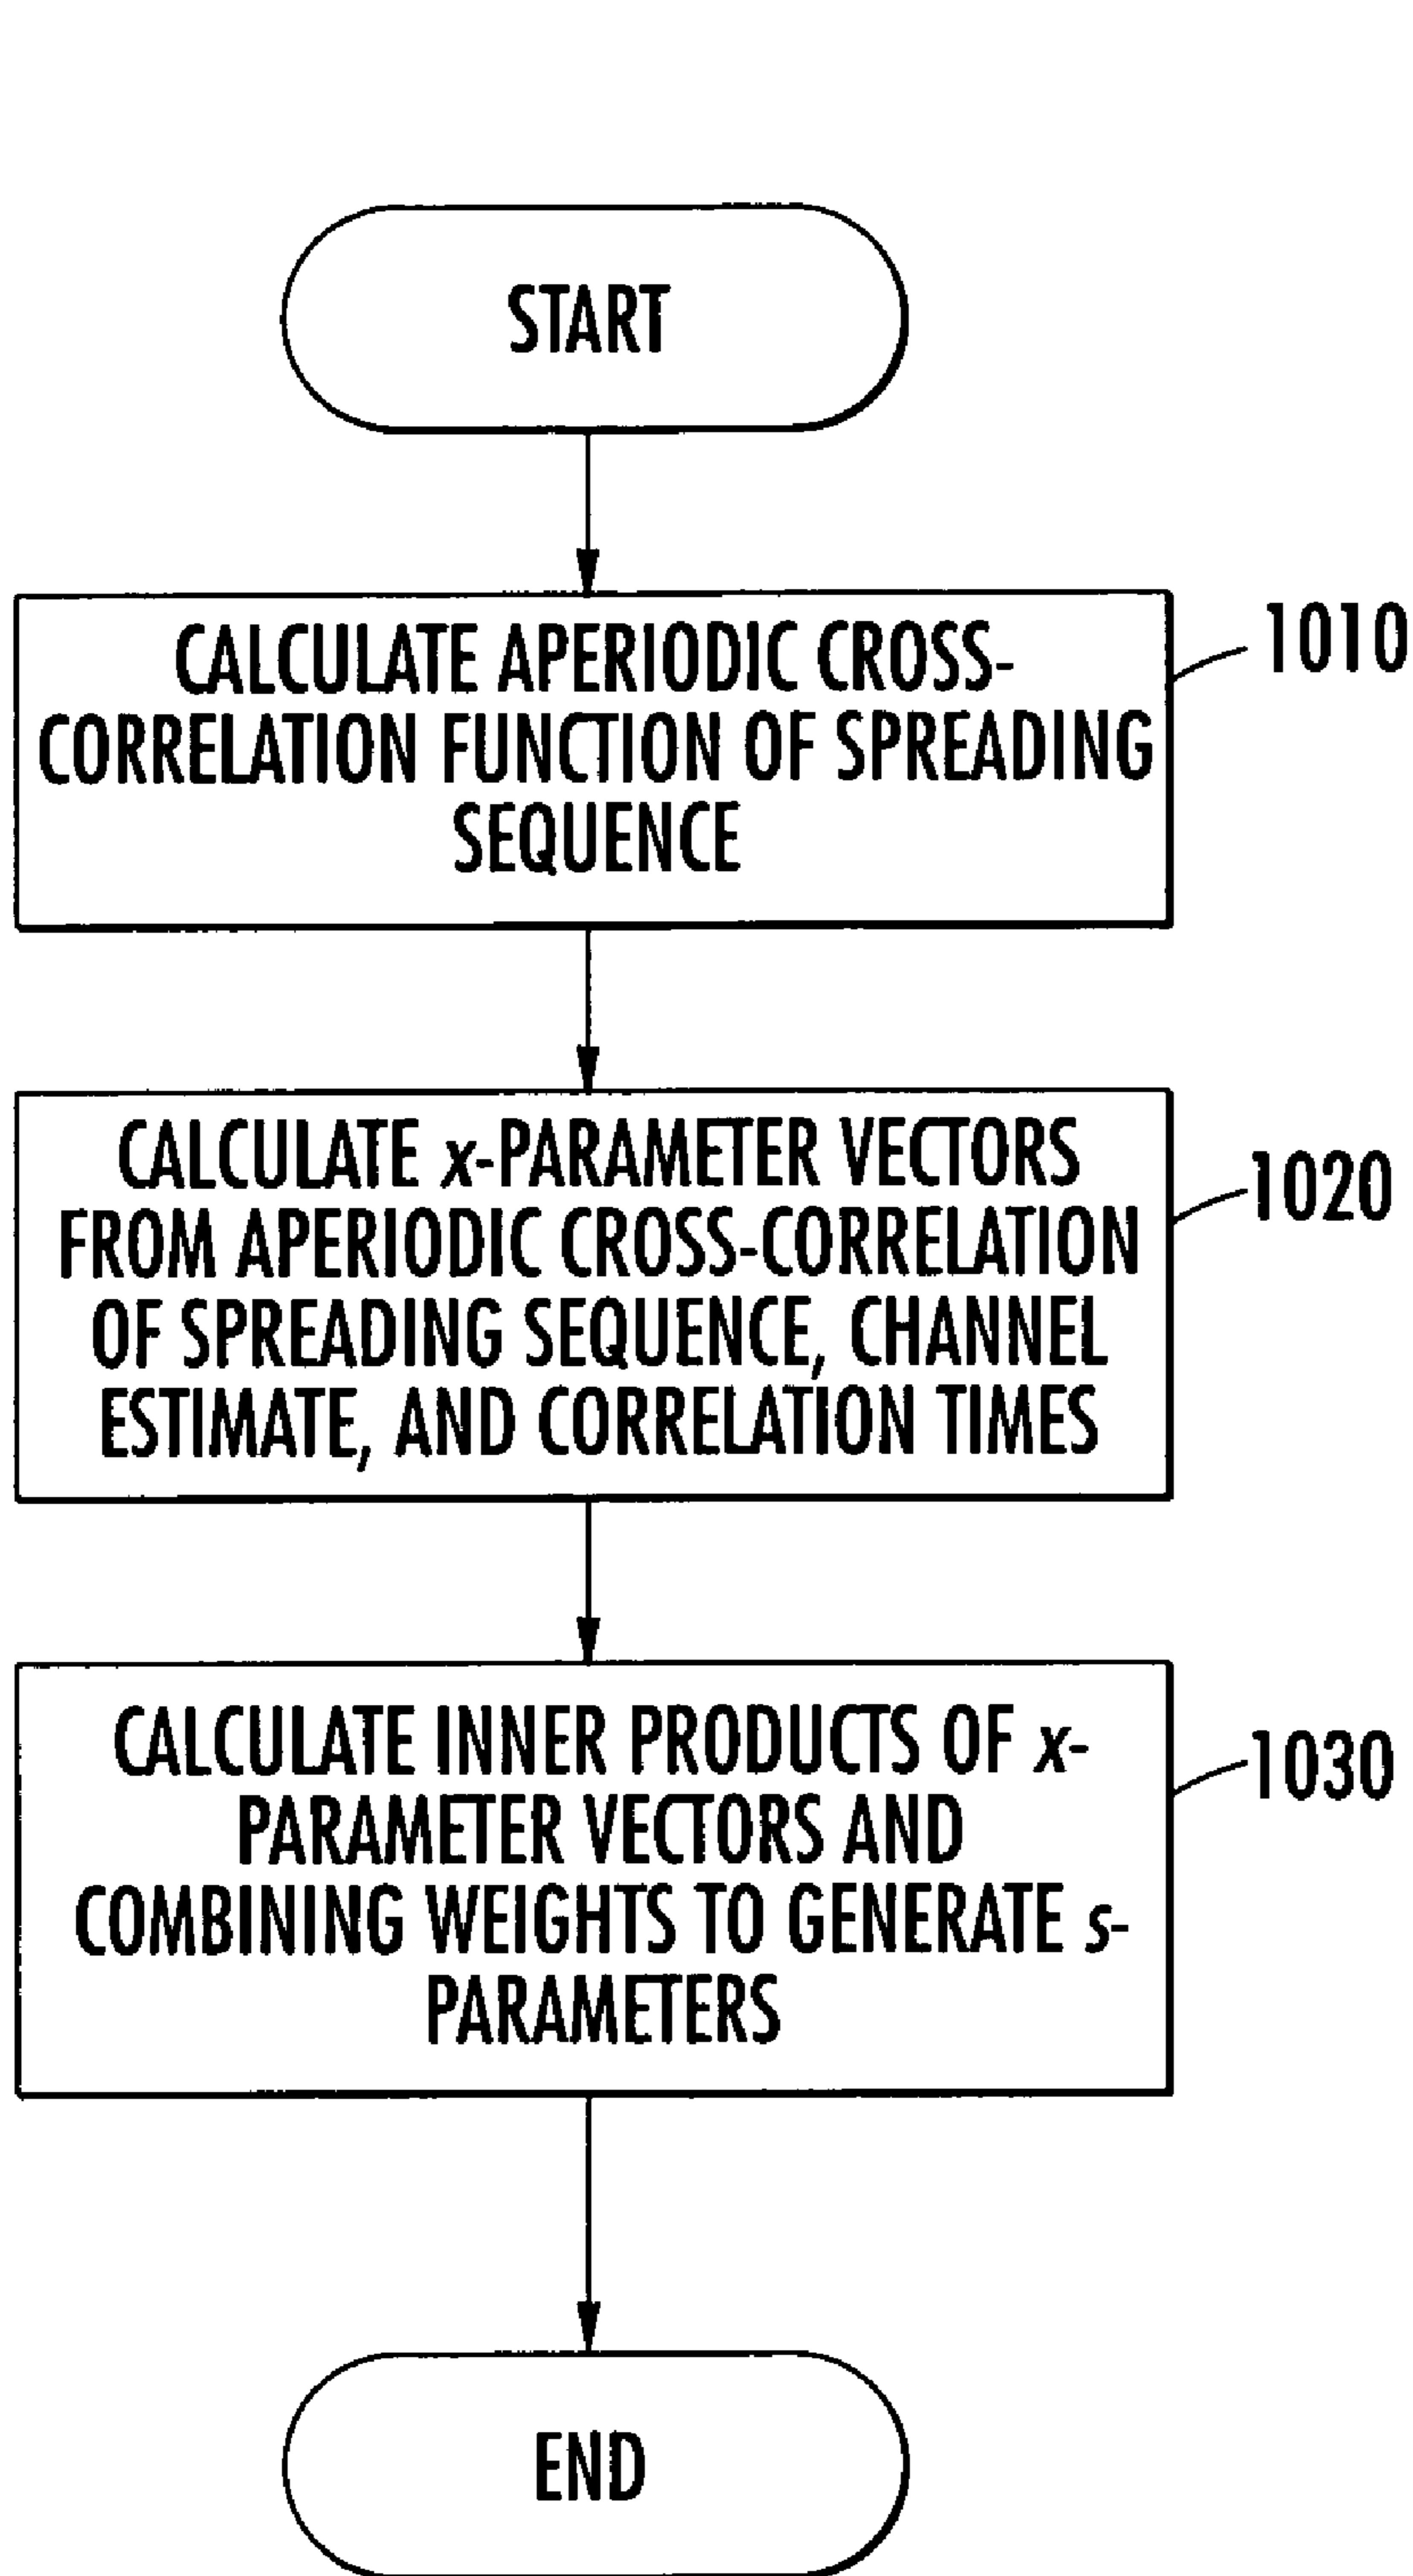 START
CALCULATE APERIODIC CROSS-
CORRELATION FUNCTION OF SPREADING
SEQUENCE
1010
CALCULATE x-PARAMETER VECTORS
FROM APERIODIC CROSS-CORRELATION
OF SPREADING SEQUENCE, CHANNEL
ESTIMATE, AND CORRELATION TIMES
1020
CALCULATE INNER PRODUCTS OF x-
PARAMETER VECTORS AND
COMBINING WEIGHTS TO GENERATE s-
PARAMETERS
1030
END